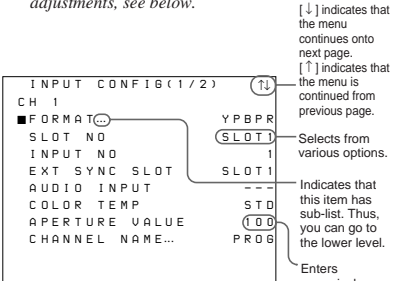 adjustments, see below.
[↓] indicates that
the menu
continues onto
next page.
[↑] indicates that
the menu is
continued from
previous page.
INPUT CONFIG(1/2) ↑↓
CH 1
■FORMAT… YPBPR
SLOT NO SLOT1
INPUT NO 1
EXT SYNC SLOT SLOT1
AUDIO INPUT ---
COLOR TEMP STD
APERTURE VALUE 100
CHANNEL NAME… PROG
Selects from
various options.
Indicates that
this item has
sub-list. Thus,
you can go to
the lower level.
Enters